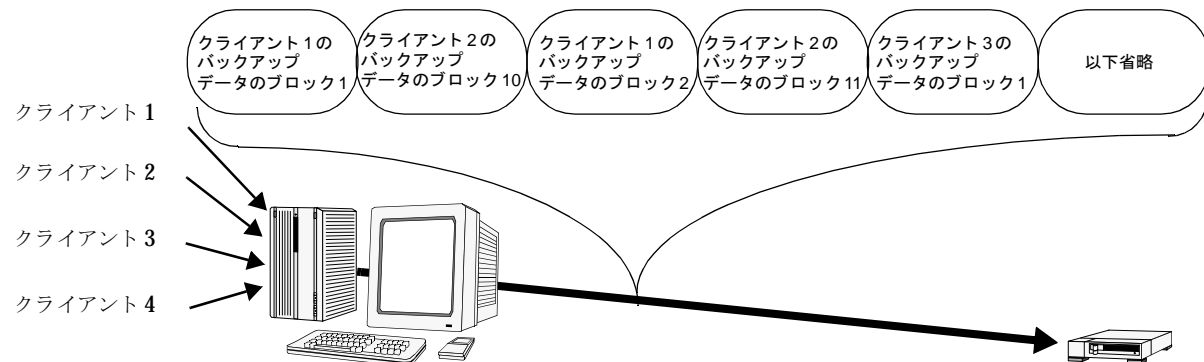 クライアント1の
バックアップ
データのブロック1
クライアント2の
バックアップ
データのブロック10
クライアント1の
バックアップ
データのブロック2
クライアント2の
バックアップ
データのブロック11
クライアント3の
バックアップ
データのブロック1
以下省略
クライアント1
クライアント2
クライアント3
クライアント4